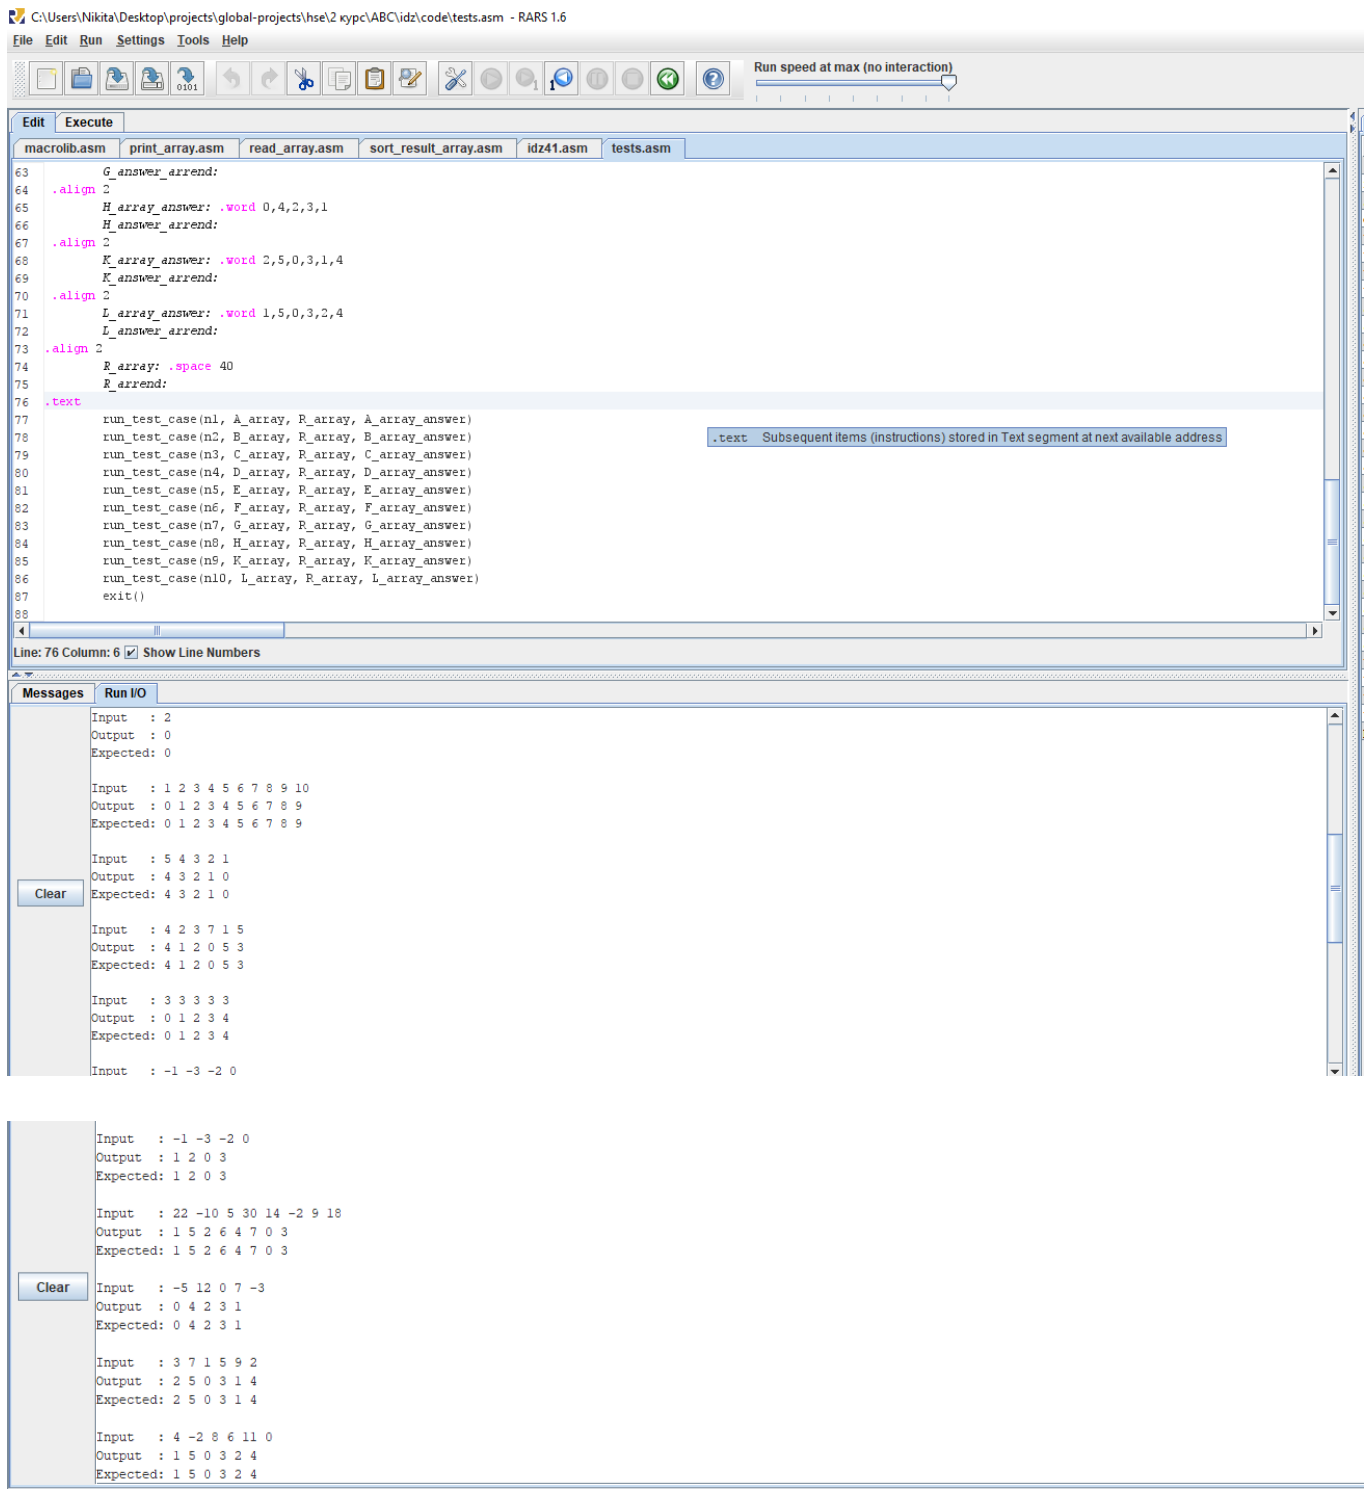 C:\Users\Nikita\Desktop\projects\global-projects\hse\2 курс\ABC\idz\code\tests.asm - RARS 1.6
File Edit Run Settings Tools Help
Run speed at max (no interaction)
Edit Execute
macrolib.asm print_array.asm read_array.asm sort_result_array.asm idz41.asm tests.asm
63 G_answer_arrend:
64 .align 2
65 H_array_answer: .word 0,4,2,3,1
66 H_answer_arrend:
67 .align 2
68 K_array_answer: .word 2,5,0,3,1,4
69 K_answer_arrend:
70 .align 2
71 L_array_answer: .word 1,5,0,3,2,4
72 L_answer_arrend:
73 .align 2
74 R_array: .space 40
75 R_arrend:
76 .text
77 run_test_case(n1, A_array, R_array, A_array_answer)
78 run_test_case(n2, B_array, R_array, B_array_answer)
.text Subsequent items (instructions) stored in Text segment at next available address
79 run_test_case(n3, C_array, R_array, C_array_answer)
80 run_test_case(n4, D_array, R_array, D_array_answer)
81 run_test_case(n5, E_array, R_array, E_array_answer)
82 run_test_case(n6, F_array, R_array, F_array_answer)
83 run_test_case(n7, G_array, R_array, G_array_answer)
84 run_test_case(n8, H_array, R_array, H_array_answer)
85 run_test_case(n9, K_array, R_array, K_array_answer)
86 run_test_case(n10, L_array, R_array, L_array_answer)
87 exit()
88
Line: 76 Column: 6 Show Line Numbers
Messages Run I/O
Input : 2
Output : 0
Expected: 0
Input : 1 2 3 4 5 6 7 8 9 10
Output : 0 1 2 3 4 5 6 7 8 9
Expected: 0 1 2 3 4 5 6 7 8 9
Input : 5 4 3 2 1
Output : 4 3 2 1 0
Clear
Expected: 4 3 2 1 0
Input : 4 2 3 7 1 5
Output : 4 1 2 0 5 3
Expected: 4 1 2 0 5 3
Input : 3 3 3 3 3
Output : 0 1 2 3 4
Expected: 0 1 2 3 4
Input : -1 -3 -2 0
Input : -1 -3 -2 0
Output : 1 2 0 3
Expected: 1 2 0 3
Input : 22 -10 5 30 14 -2 9 18
Output : 1 5 2 6 4 7 0 3
Expected: 1 5 2 6 4 7 0 3
Clear
Input : -5 12 0 7 -3
Output : 0 4 2 3 1
Expected: 0 4 2 3 1
Input : 3 7 1 5 9 2
Output : 2 5 0 3 1 4
Expected: 2 5 0 3 1 4
Input : 4 -2 8 6 11 0
Output : 1 5 0 3 2 4
Expected: 1 5 0 3 2 4